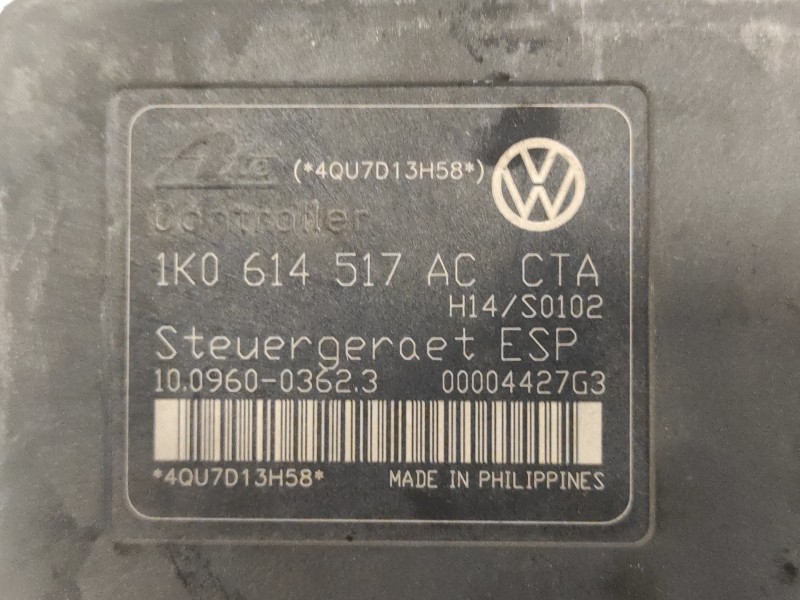 Ate (*4QU7D13H58*)
Controller
1K0 614 517 AC CTA
H14/S0102
Steuergeraet ESP
10.0960-0362.3 00004427G3
*4QU7D13H58* MADE IN PHILIPPINES